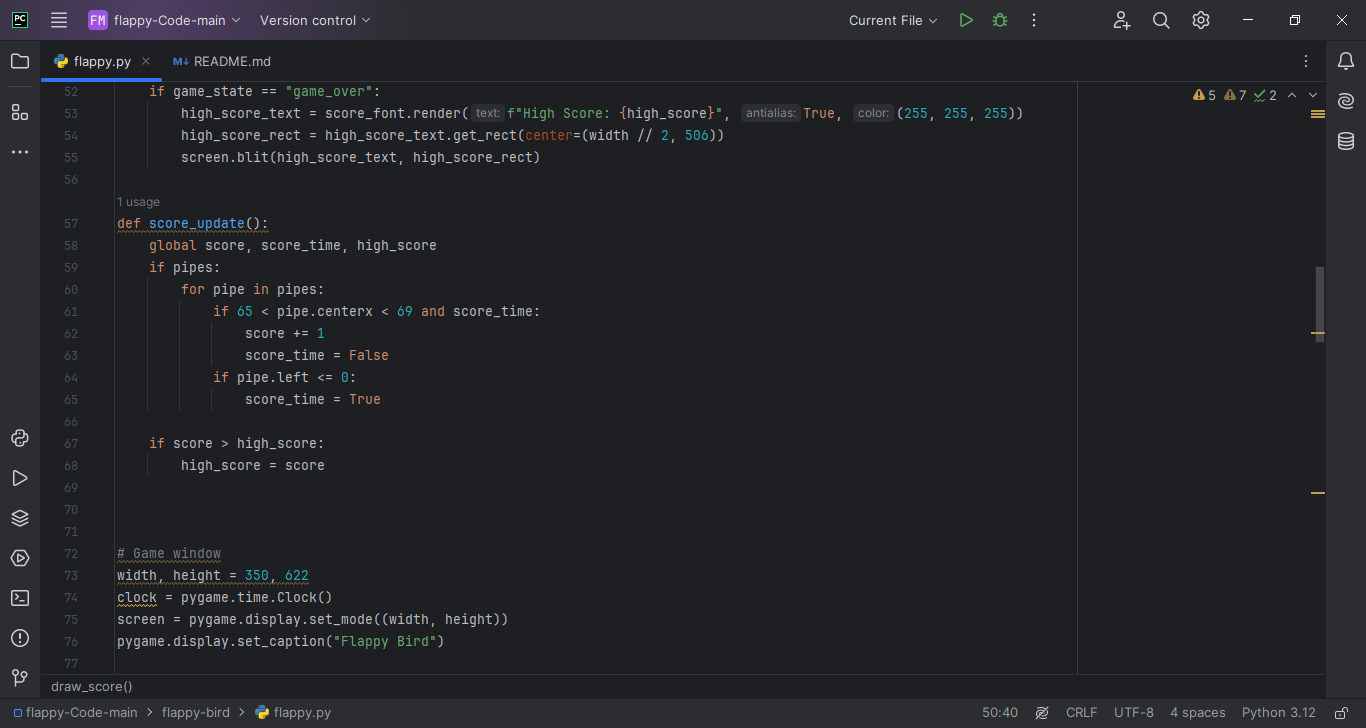 PC FM flappy-Code-main Version control Current File
flappy.py README.md
52 if game_state == "game_over": 5 7 2
53 high_score_text = score_font.render( text: f"High Score: {high_score}", antialias: True, color: (255, 255, 255))
54 high_score_rect = high_score_text.get_rect(center=(width // 2, 506))
55 screen.blit(high_score_text, high_score_rect)
56
1 usage
57 def score_update():
58 global score, score_time, high_score
59 if pipes:
60 for pipe in pipes:
61 if 65 < pipe.centerx < 69 and score_time:
62 score += 1
63 score_time = False
64 if pipe.left <= 0:
65 score_time = True
66
67 if score > high_score:
68 high_score = score
69
70
71
72 # Game window
73 width, height = 350, 622
74 clock = pygame.time.Clock()
75 screen = pygame.display.set_mode((width, height))
76 pygame.display.set_caption("Flappy Bird")
77
draw_score()
flappy-Code-main > flappy-bird > flappy.py 50:40 CRLF UTF-8 4 spaces Python 3.12